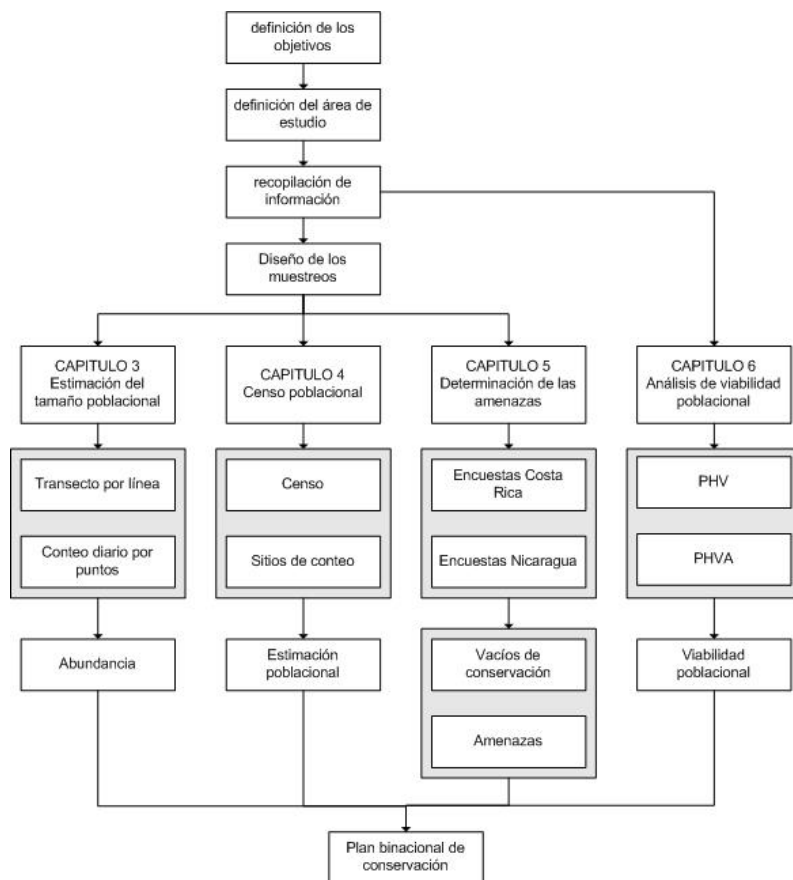 definición de los
objetivos
definición del área de
estudio
recopilación de
información
Diseño de los
muestreos
CAPITULO 3
Estimación del
tamaño poblacional
CAPITULO 4
Censo poblacional
CAPITULO 5
Determinación de las
amenazas
CAPITULO 6
Análisis de viabilidad
poblacional
Transecto por línea
Conteo diario por
puntos
Censo
Sitios de conteo
Encuestas Costa
Rica
Encuestas Nicaragua
PHV
PHVA
Abundancia
Estimación
poblacional
Vacíos de
conservación
Amenazas
Viabilidad
poblacional
Plan binacional de
conservación